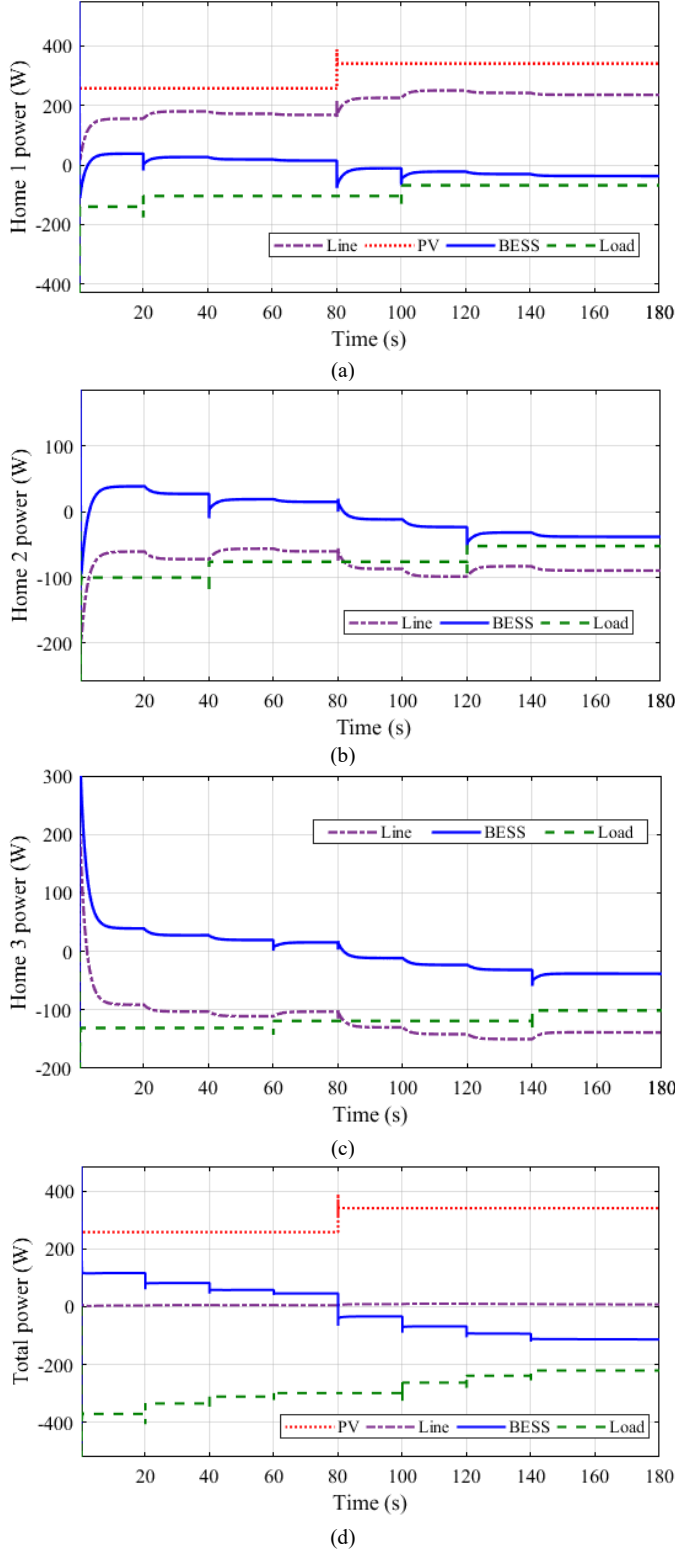 400
200
0
-200
-400
Home 1 power (W)
Line PV BESS Load
20 40 60 80 100 120 140 160 180
Time (s)
(a)
100
0
-100
-200
Home 2 power (W)
Line BESS Load
20 40 60 80 100 120 140 160 180
Time (s)
(b)
300
200
100
0
-100
-200
Home 3 power (W)
Line BESS Load
20 40 60 80 100 120 140 160 180
Time (s)
(c)
400
200
0
-200
-400
Total power (W)
PV Line BESS Load
20 40 60 80 100 120 140 160 180
Time (s)
(d)